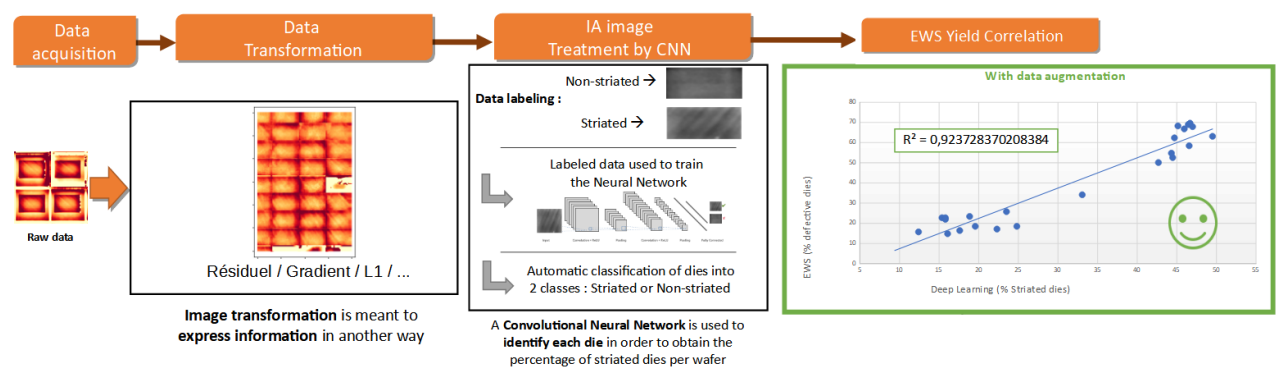 Data
acquisition
Data
Transformation
IA image
Treatment by CNN
EWS Yield Correlation
Raw data
Résiduel / Gradient / L1 / ...
Image transformation is meant to
express information in another way
Data labeling :
Non-striated →
Striated →
Labeled data used to train
the Neural Network
Input
Pooling
Pooling
Fully Connected
Automatic classification of dies into
2 classes : Striated or Non-striated
A Convolutional Neural Network is used to
identify each die in order to obtain the
percentage of striated dies per wafer
With data augmentation
R² = 0,923728370208384
EWS (% defective dies)
80
70
60
50
40
30
20
10
0
5 10 15 20 25 30 35 40 45 50 55
Deep Learning (% Striated dies)